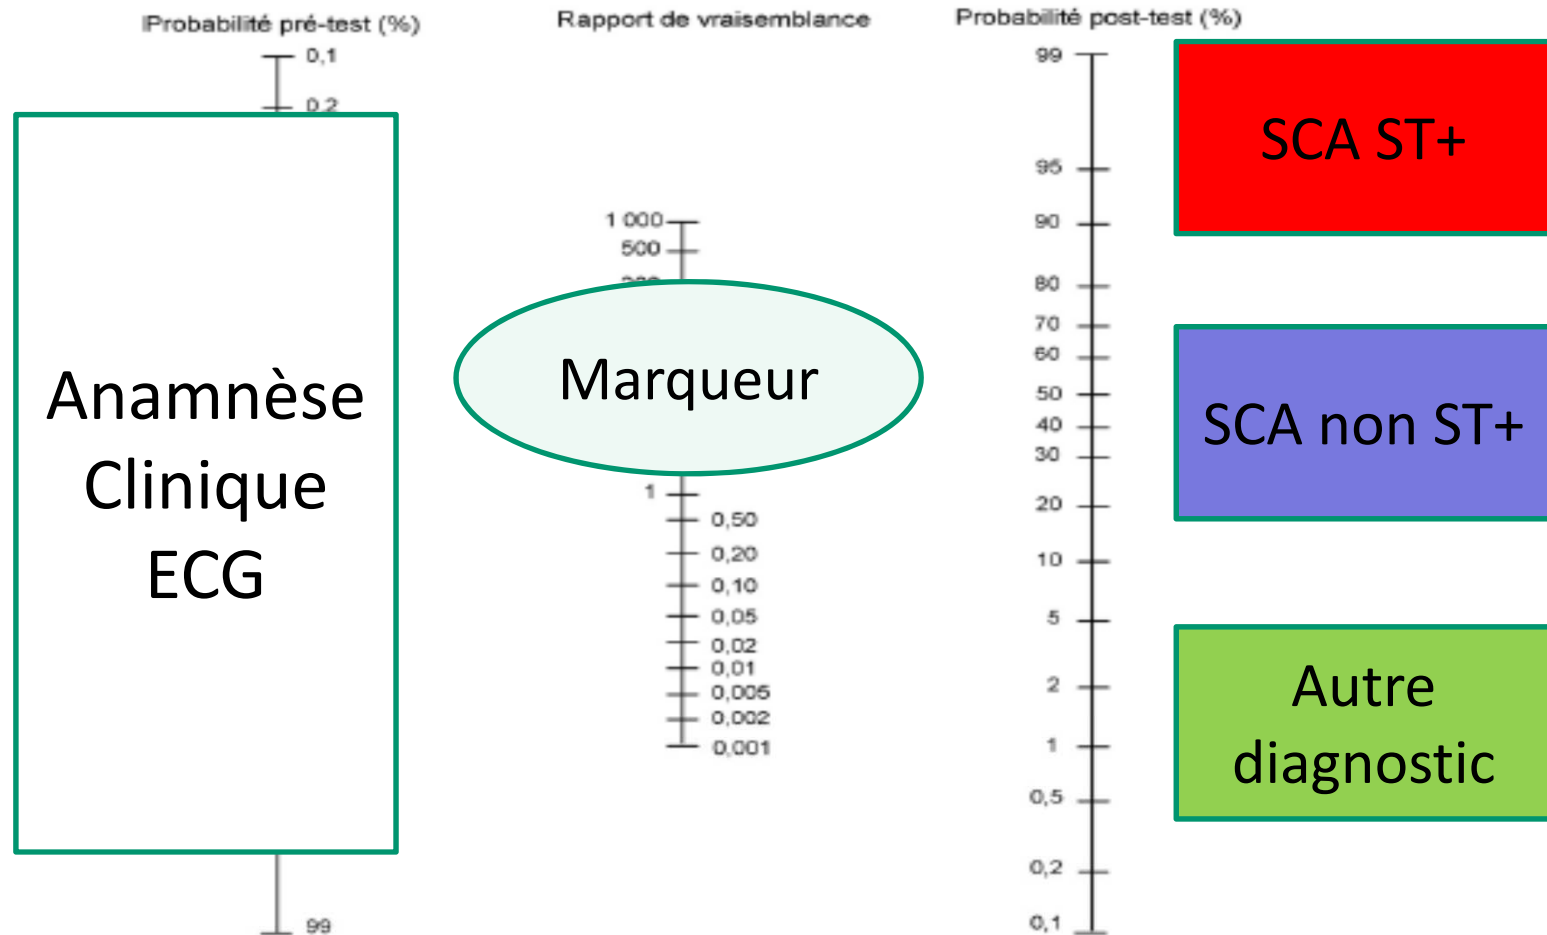 Probabilité pré-test (%)
Rapport de vraisemblance
Probabilité post-test (%)
0,1
0,2
Anamnèse
Clinique
ECG
99
1 000
500
Marqueur
1
0,50
0,20
0,10
0,05
0,02
0,01
0,005
0,002
0,001
99
95
90
80
70
60
50
40
30
20
10
5
2
1
0,5
0,2
0,1
SCA ST+
SCA non ST+
Autre
diagnostic